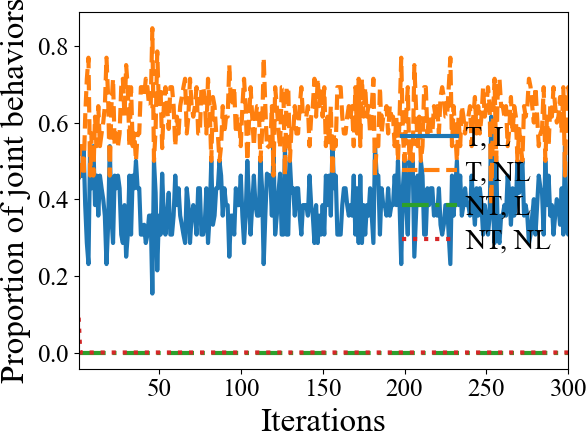 Proportion of joint behaviors
0.8
0.6
0.4
0.2
0.0
T, L
T, NL
NT, L
NT, NL
50
100
150
200
250
300
Iterations